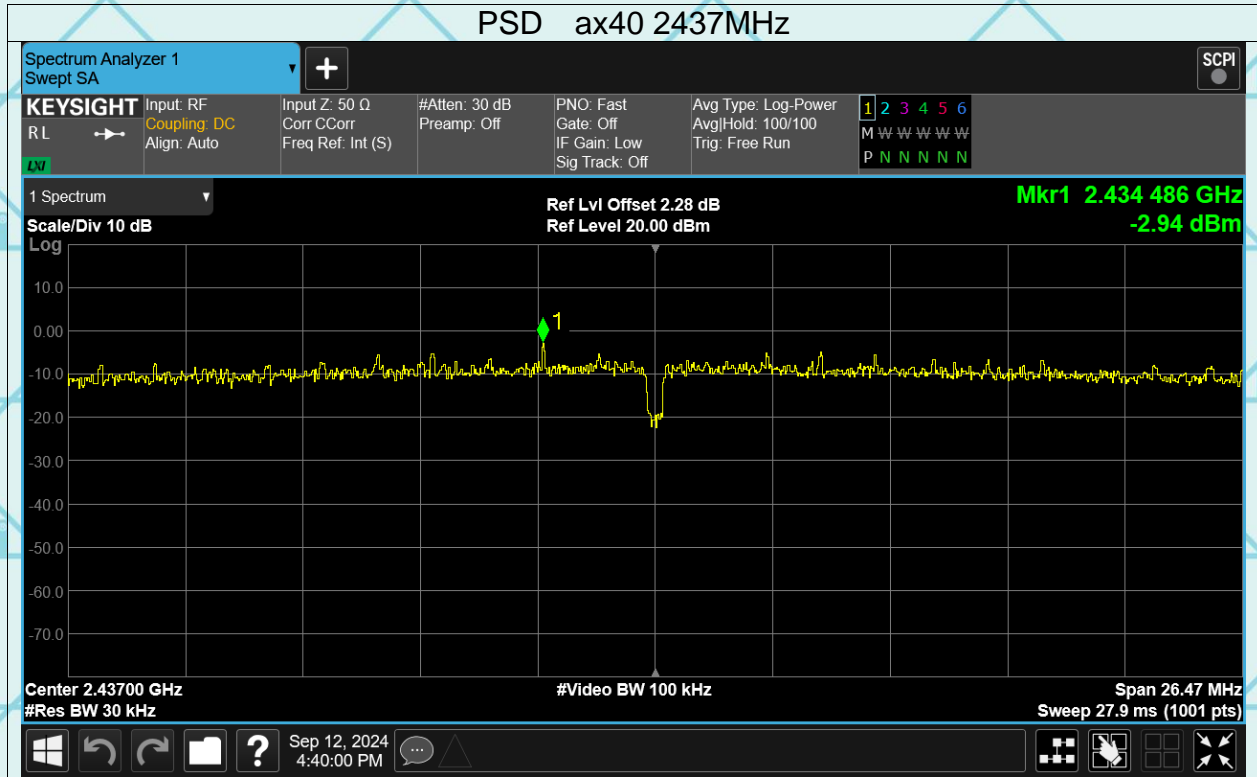 PSD ax40 2437MHz
Spectrum Analyzer 1
Swept SA
+
SCPI
KEYSIGHT
R L
LXI
Input: RF
Coupling: DC
Align: Auto
Input Z: 50 Ω
Corr CCorr
Freq Ref: Int (S)
#Atten: 30 dB
Preamp: Off
PNO: Fast
Gate: Off
IF Gain: Low
Sig Track: Off
Avg Type: Log-Power
Avg|Hold: 100/100
Trig: Free Run
1 2 3 4 5 6
M W W W W W W
P N N N N N
1 Spectrum
Scale/Div 10 dB
Ref Lvl Offset 2.28 dB
Ref Level 20.00 dBm
Mkr1 2.434 486 GHz
-2.94 dBm
Log
10.0
0.00
-10.0
-20.0
-30.0
-40.0
-50.0
-60.0
-70.0
1
Center 2.43700 GHz
#Res BW 30 kHz
#Video BW 100 kHz
Span 26.47 MHz
Sweep 27.9 ms (1001 pts)
?
Sep 12, 2024
4:40:00 PM